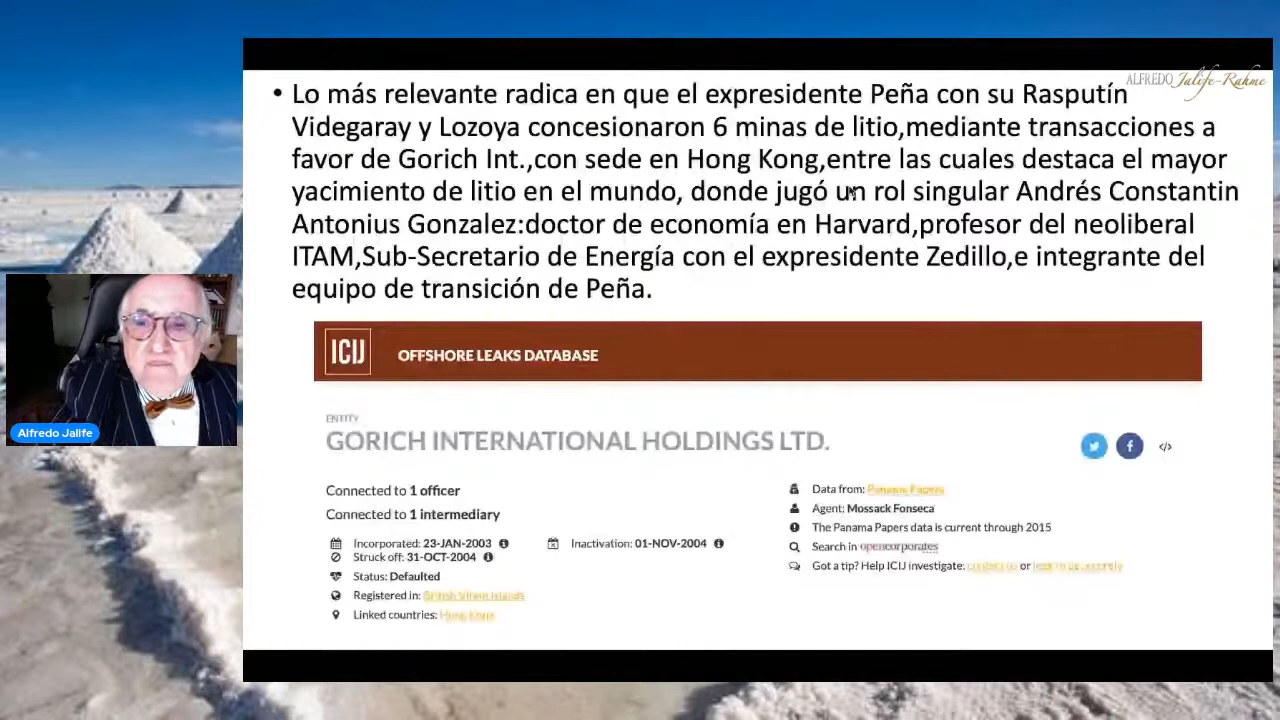 ALFREDO Jalife-Rahme
• Lo más relevante radica en que el expresidente Peña con su Rasputín
Videgaray y Lozoya concesionaron 6 minas de litio,mediante transacciones a
favor de Gorich Int.,con sede en Hong Kong,entre las cuales destaca el mayor
yacimiento de litio en el mundo, donde jugó un rol singular Andrés Constantin
Antonius Gonzalez:doctor de economía en Harvard,profesor del neoliberal
ITAM,Sub-Secretario de Energía con el expresidente Zedillo,e integrante del
equipo de transición de Peña.
ICIJ OFFSHORE LEAKS DATABASE
ENTITY
GORICH INTERNATIONAL HOLDINGS LTD.
Connected to 1 officer
Connected to 1 intermediary
Incorporated: 23-JAN-2003
Inactivation: 01-NOV-2004
Struck off: 31-OCT-2004
Status: Defaulted
Registered in: British Virgin Islands
Linked countries: Hong Kong
Data from: Panama Papers
Agent: Mossack Fonseca
The Panama Papers data is current through 2015
Search in opencorporates
Got a tip? Help ICIJ investigate: contact us or leak to us securely
Alfredo Jalife